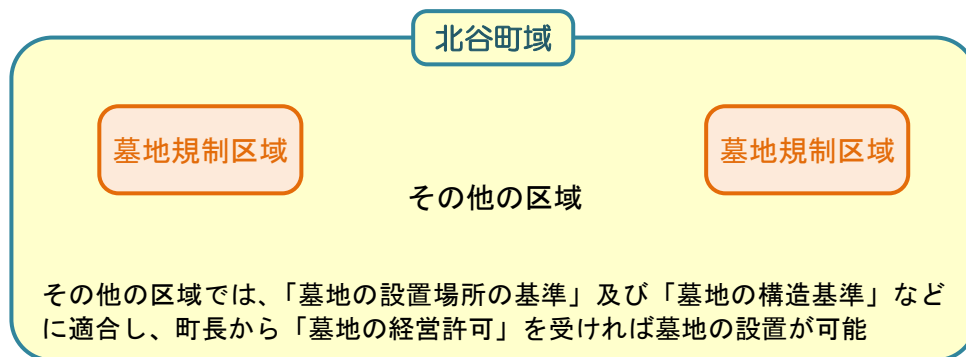 北谷町域
墓地規制区域
墓地規制区域
その他の区域
その他の区域では、「墓地の設置場所の基準」及び「墓地の構造基準」など
に適合し、町長から「墓地の経営許可」を受ければ墓地の設置が可能